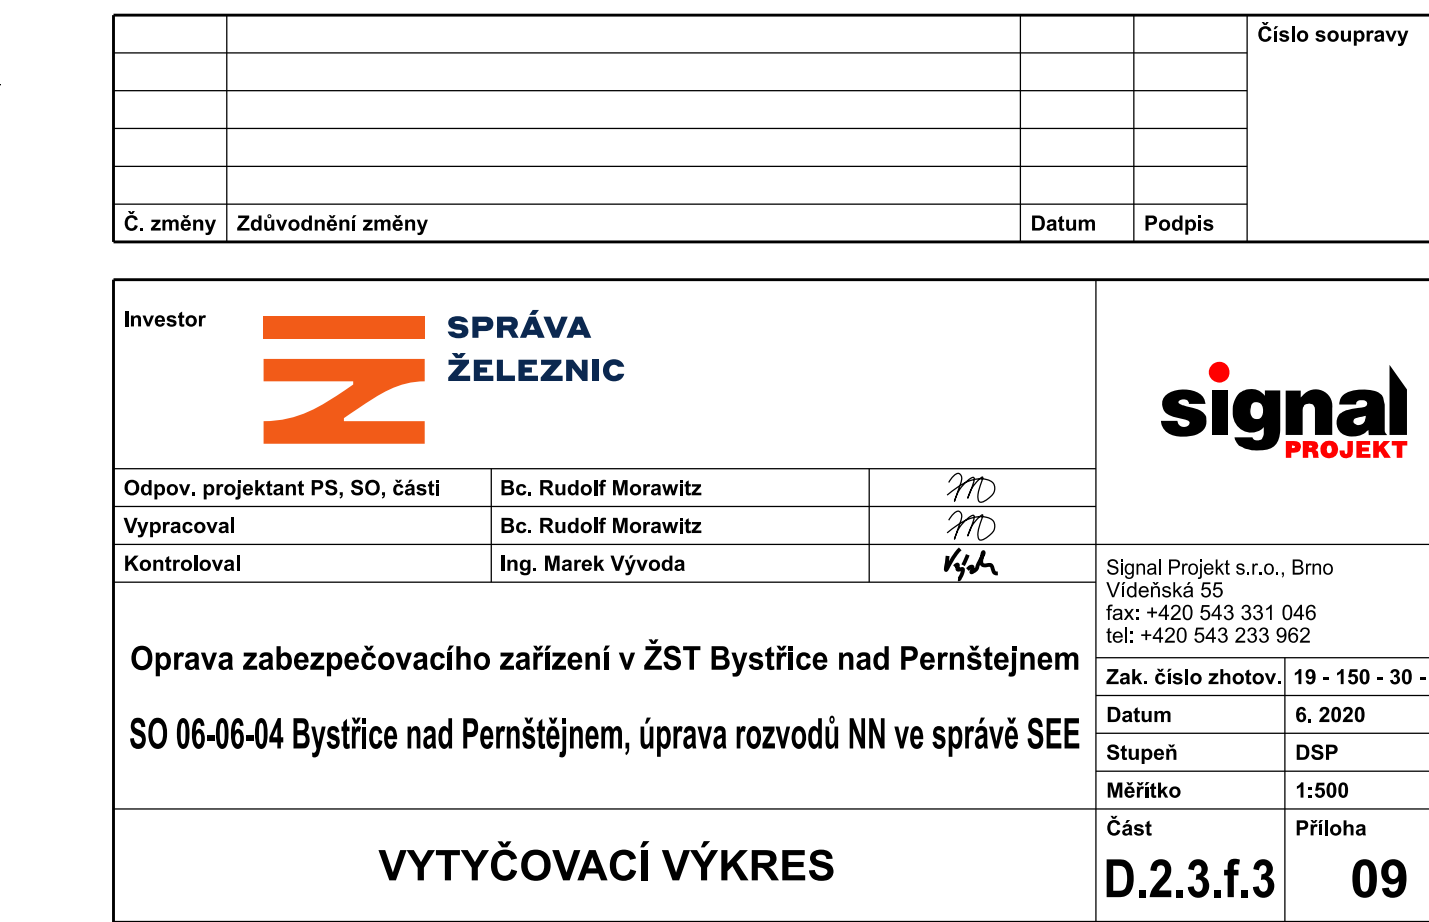 Číslo soupravy
Č. změny Zdůvodnění změny Datum Podpis
Investor
SPRÁVA
ŽELEZNIC
signal
PROJEKT
Odpov. projektant PS, SO, části Bc. Rudolf Morawitz
Vypracoval Bc. Rudolf Morawitz
Kontroloval Ing. Marek Vývoda
Signal Projekt s.r.o., Brno
Vídeňská 55
fax: +420 543 331 046
tel: +420 543 233 962
Oprava zabezpečovacího zařízení v ŽST Bystřice nad Pernštejnem
SO 06-06-04 Bystřice nad Pernštějnem, úprava rozvodů NN ve správě SEE
Zak. číslo zhotov. 19 - 150 - 30 -
Datum 6. 2020
Stupeň DSP
Měřítko 1:500
Část Příloha
VYTYČOVACÍ VÝKRES
D.2.3.f.3 09